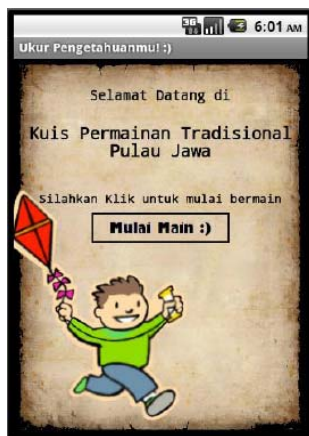 3G 6:01 AM
Ukur Pengetahuanmu! :)
Selamat Datang di
Kuis Permainan Tradisional
Pulau Jawa
Silahkan Klik untuk mulai bermain
Mulai Main :)